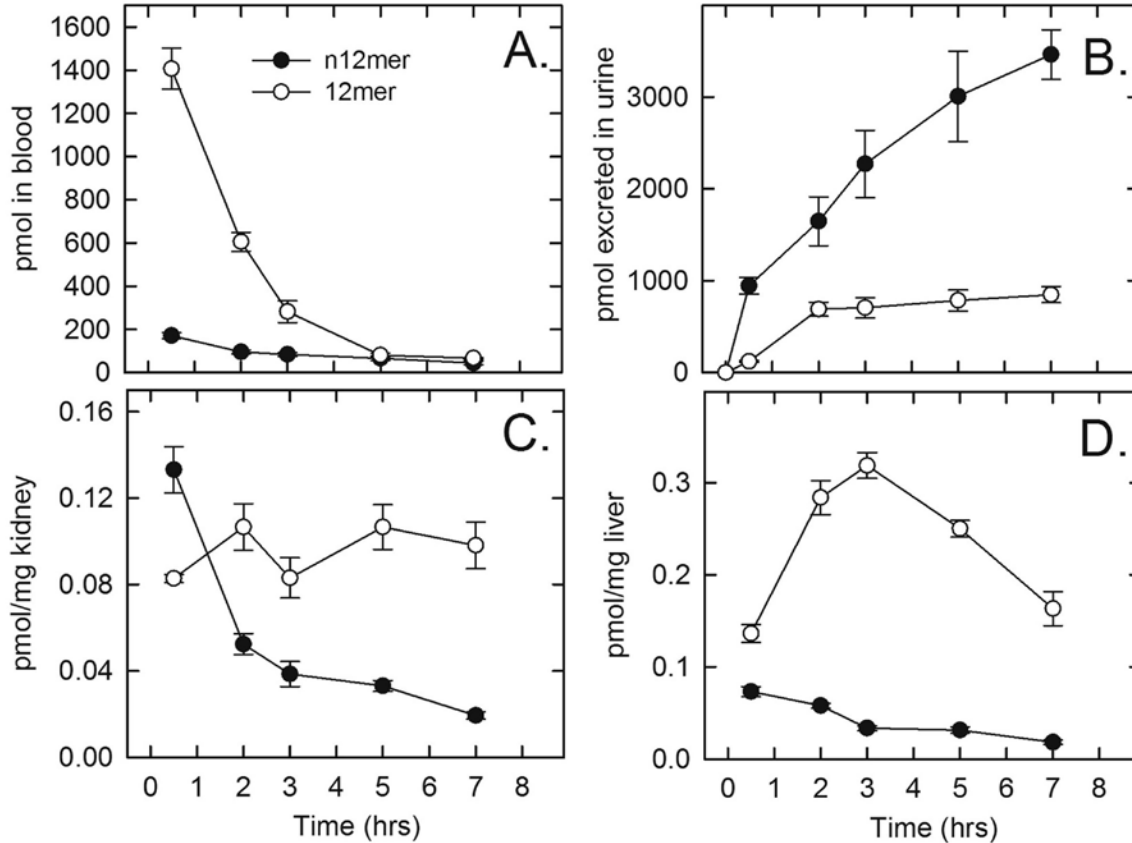 1600
1400
1200
1000
800
600
400
200
0
pmol in blood
n12mer
12mer
A.
3000
2000
1000
0
pmol excreted in urine
B.
0.16
0.12
0.08
0.04
0.00
pmol/mg kidney
C.
0 1 2 3 4 5 6 7 8
Time (hrs)
0.3
0.2
0.1
0.0
pmol/mg liver
D.
0 1 2 3 4 5 6 7 8
Time (hrs)